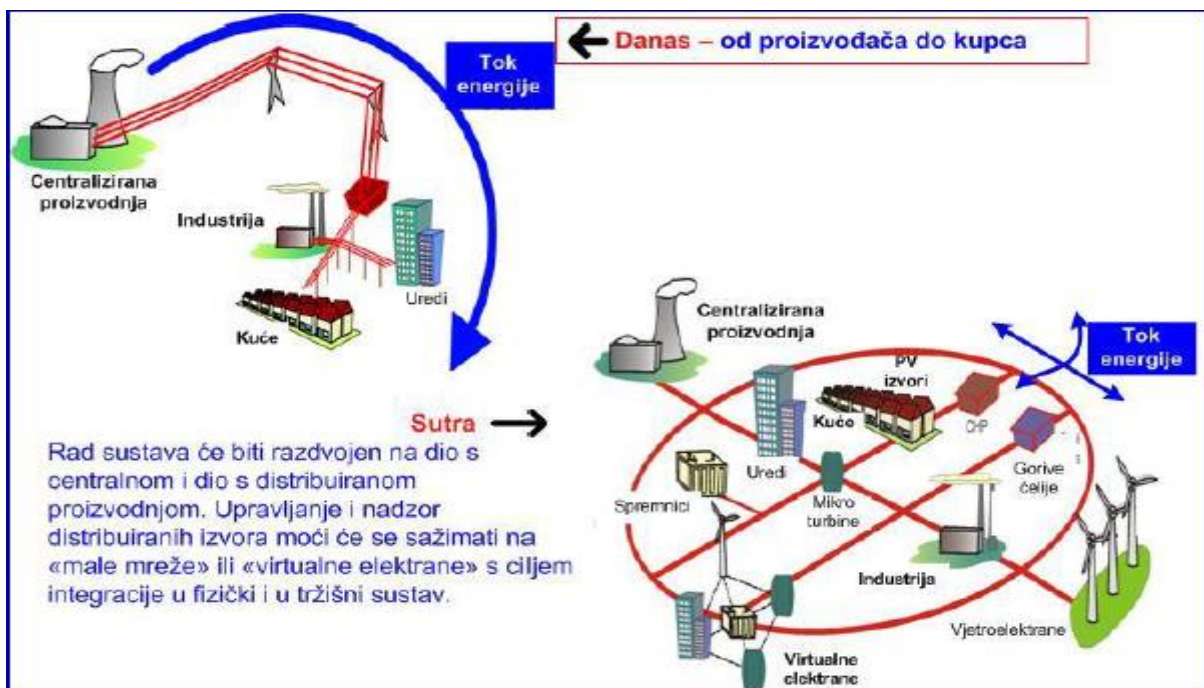 Danas – od proizvođača do kupca
Tok
energije
Centralizirana
proizvodnja
Industrija
Uredi
Kuće
Sutra
Rad sustava će biti razdvojen na dio s
centralnom i dio s distribuiranom
proizvodnjom. Upravljanje i nadzor
distribuiranih izvora moći će se sažimati na
«male mreže» ili «virtualne elektrane» s ciljem
integracije u fizički i u tržišni sustav.
Centralizirana
proizvodnja
Tok
energije
PV
izvori
Kuće
CHP
Uredi
Gorive
ćelije
Spremnici
Mikro
turbine
Industrija
Vjetroelektrane
Virtualne
elektrane